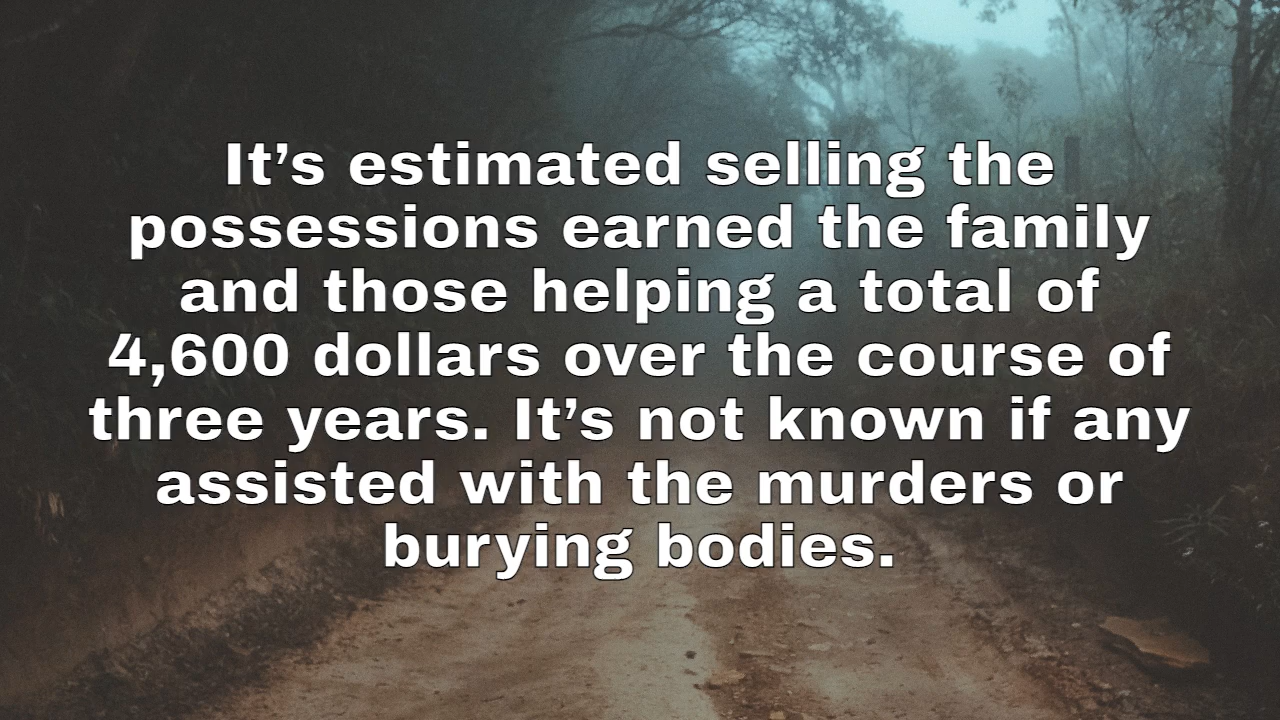 It’s estimated selling the
possessions earned the family
and those helping a total of
4,600 dollars over the course of
three years. It’s not known if any
assisted with the murders or
burying bodies.